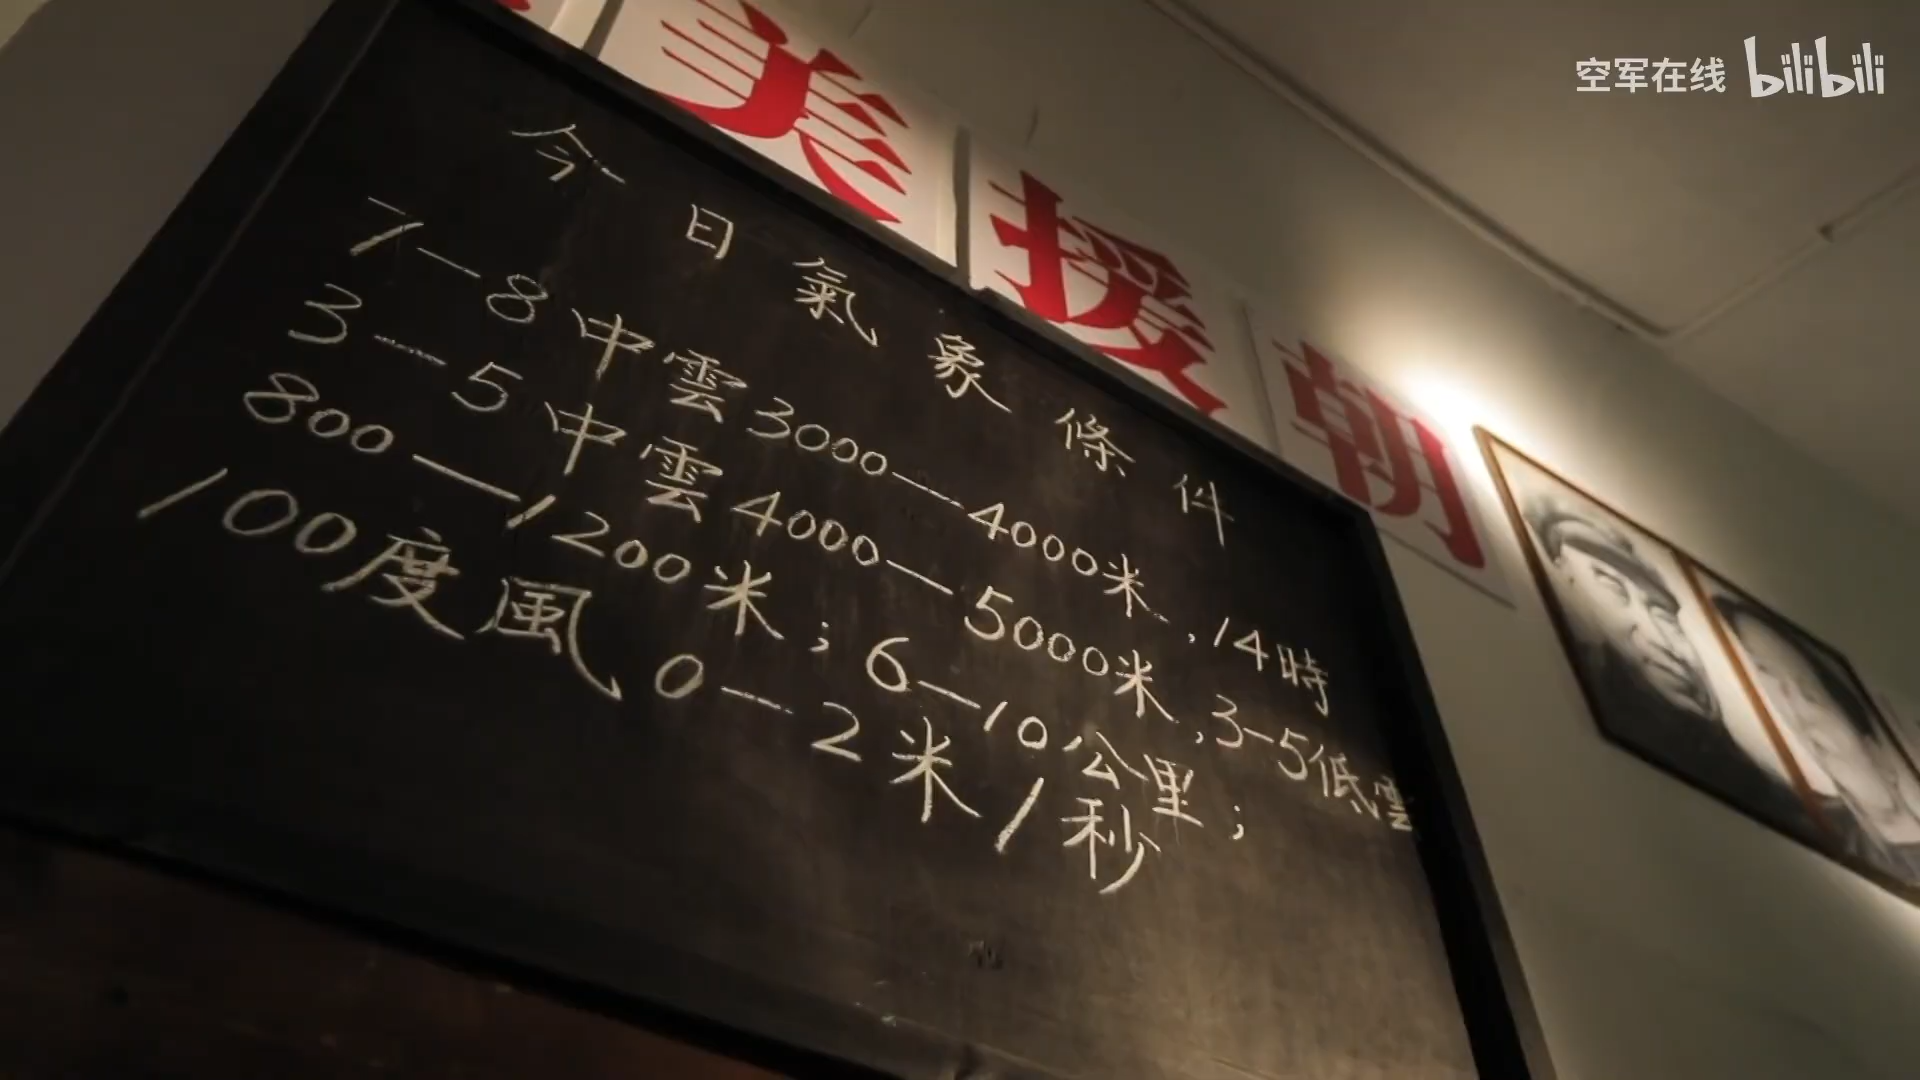 空军在线 bilibili
美援朝
今日氣象條件
7—8中雲3000—4000米,14時
3—5中雲4000—5000米,3-5低雲
800—1200米;6—10公里;
100度風0—2米/秒